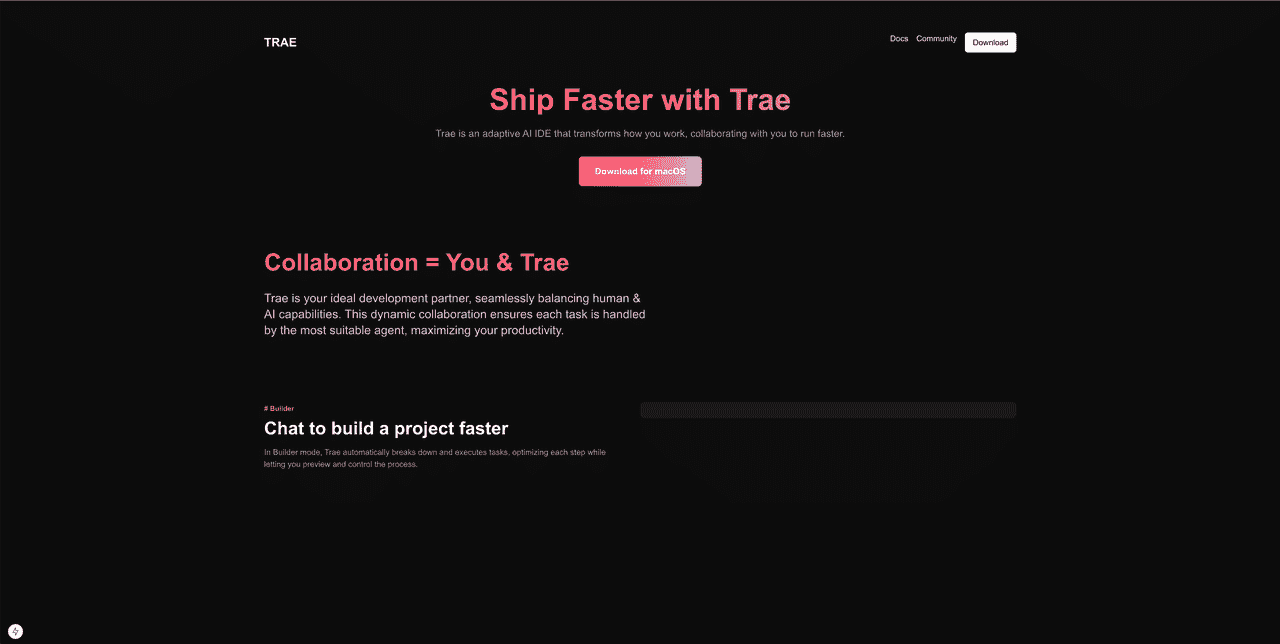 TRAE
Docs Community Download
Ship Faster with Trae
Trae is an adaptive AI IDE that transforms how you work, collaborating with you to run faster.
Download for macOS
Collaboration = You & Trae
Trae is your ideal development partner, seamlessly balancing human &
AI capabilities. This dynamic collaboration ensures each task is handled
by the most suitable agent, maximizing your productivity.
# Builder
Chat to build a project faster
In Builder mode, Trae automatically breaks down and executes tasks, optimizing each step while
letting you preview and control the process.